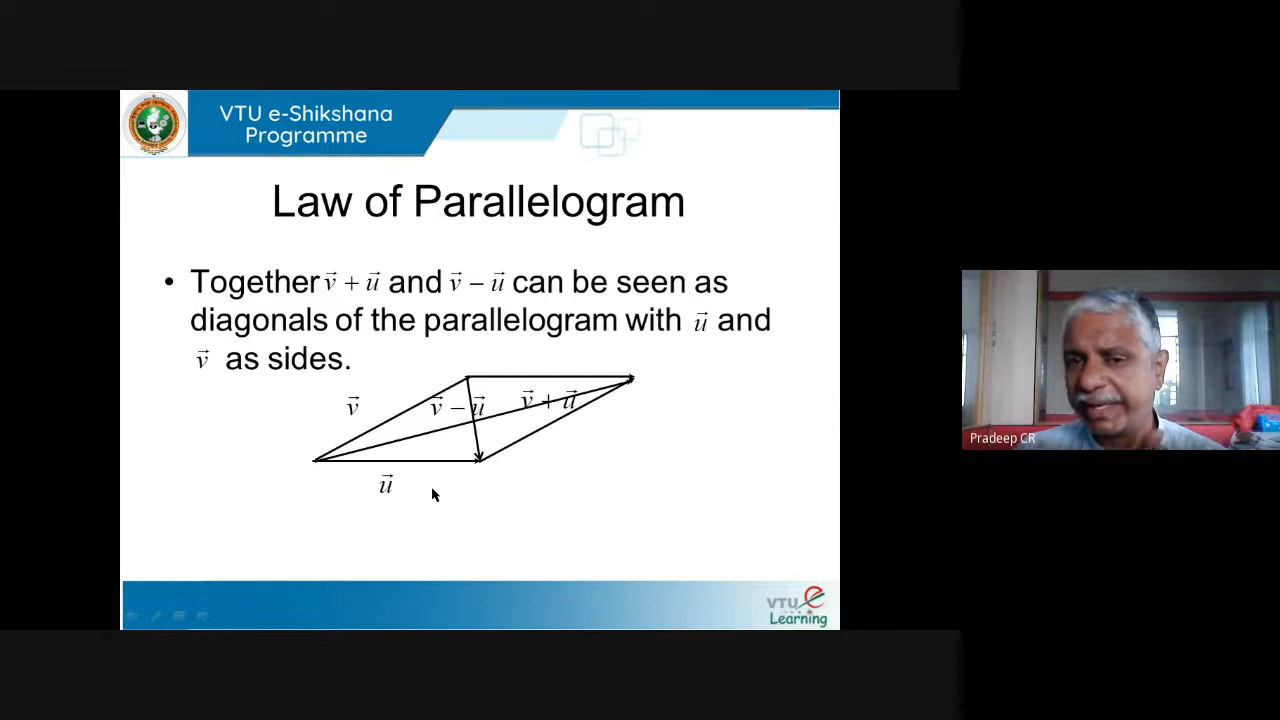 VTU e-Shikshana
Programme
Law of Parallelogram
• Together v⃗ + u⃗ and v⃗ − u⃗ can be seen as
diagonals of the parallelogram with u⃗ and
v⃗ as sides.
v⃗
v⃗ − u⃗
v⃗ + u⃗
u⃗
Pradeep CR
VTU e
Learning